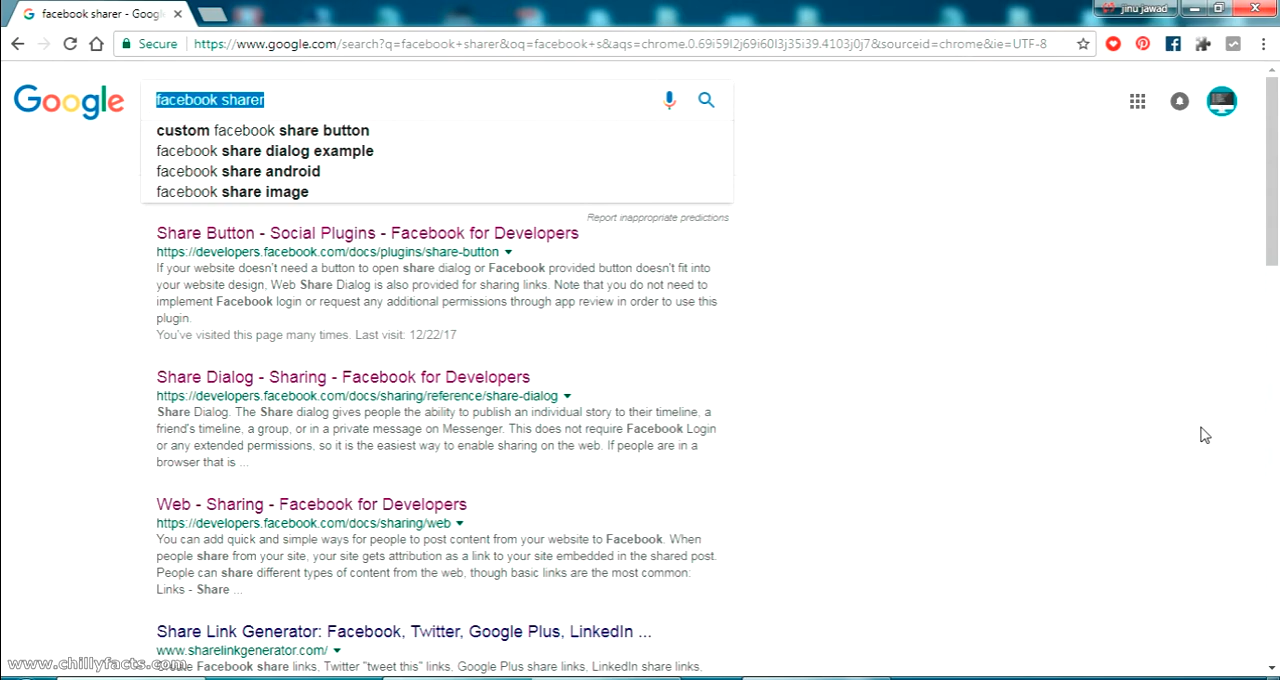 facebook sharer - Goog
jinu jawad
Secure
https://www.google.com/search?q=facebook+sharer&oq=facebook+s&aqs=chrome.0.69i59l2j69i60l3j35i39.4103j0j7&sourceid=chrome&ie=UTF-8
Google
facebook sharer
custom facebook share button
facebook share dialog example
facebook share android
facebook share image
Report inappropriate predictions
Share Button - Social Plugins - Facebook for Developers
https://developers.facebook.com/docs/plugins/share-button
If your website doesn't need a button to open share dialog or Facebook provided button doesn't fit into
your website design, Web Share Dialog is also provided for sharing links. Note that you do not need to
implement Facebook login or request any additional permissions through app review in order to use this
plugin.
You've visited this page many times. Last visit: 12/22/17
Share Dialog - Sharing - Facebook for Developers
https://developers.facebook.com/docs/sharing/reference/share-dialog
Share Dialog. The Share dialog gives people the ability to publish an individual story to their timeline, a
friend's timeline, a group, or in a private message on Messenger. This does not require Facebook Login
or any extended permissions, so it is the easiest way to enable sharing on the web. If people are in a
browser that is ...
Web - Sharing - Facebook for Developers
https://developers.facebook.com/docs/sharing/web
You can add quick and simple ways for people to post content from your website to Facebook. When
people share from your site, your site gets attribution as a link to your site embedded in the shared post.
People can share different types of content from the web, though basic links are the most common:
Links - Share ...
Share Link Generator: Facebook, Twitter, Google Plus, LinkedIn ...
www.sharelinkgenerator.com/
Facebook share links, Twitter "tweet this" links, Google Plus share links, LinkedIn share links,
www.chillyfacts.com